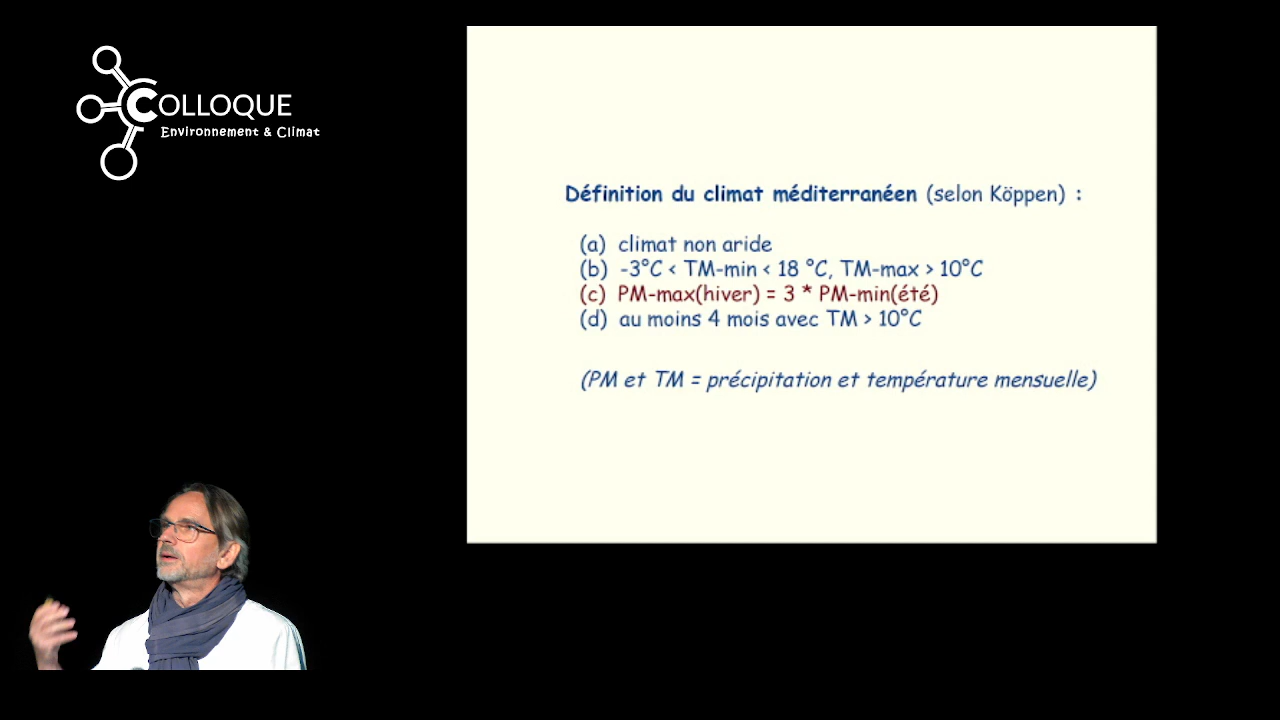 COLLOQUE
Environnement & Climat
Définition du climat méditerranéen (selon Köppen) :
(a) climat non aride
(b) -3°C < TM-min < 18 °C, TM-max > 10°C
(c) PM-max(hiver) = 3 * PM-min(été)
(d) au moins 4 mois avec TM > 10°C
(PM et TM = précipitation et température mensuelle)